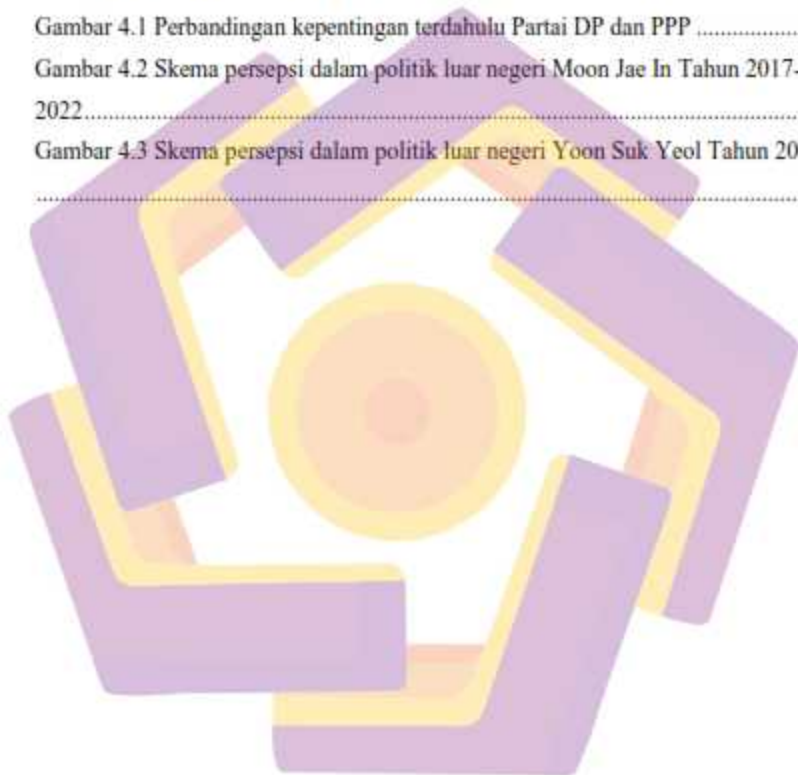 Gambar 4.1 Perbandingan kepentingan terdahulu Partai DP dan PPP ..................
Gambar 4.2 Skema persepsi dalam politik luar negeri Moon Jae In Tahun 2017-
2022..............................................................................................................................
Gambar 4.3 Skema persepsi dalam politik luar negeri Yoon Suk Yeol Tahun 20
........................................................................................................................................